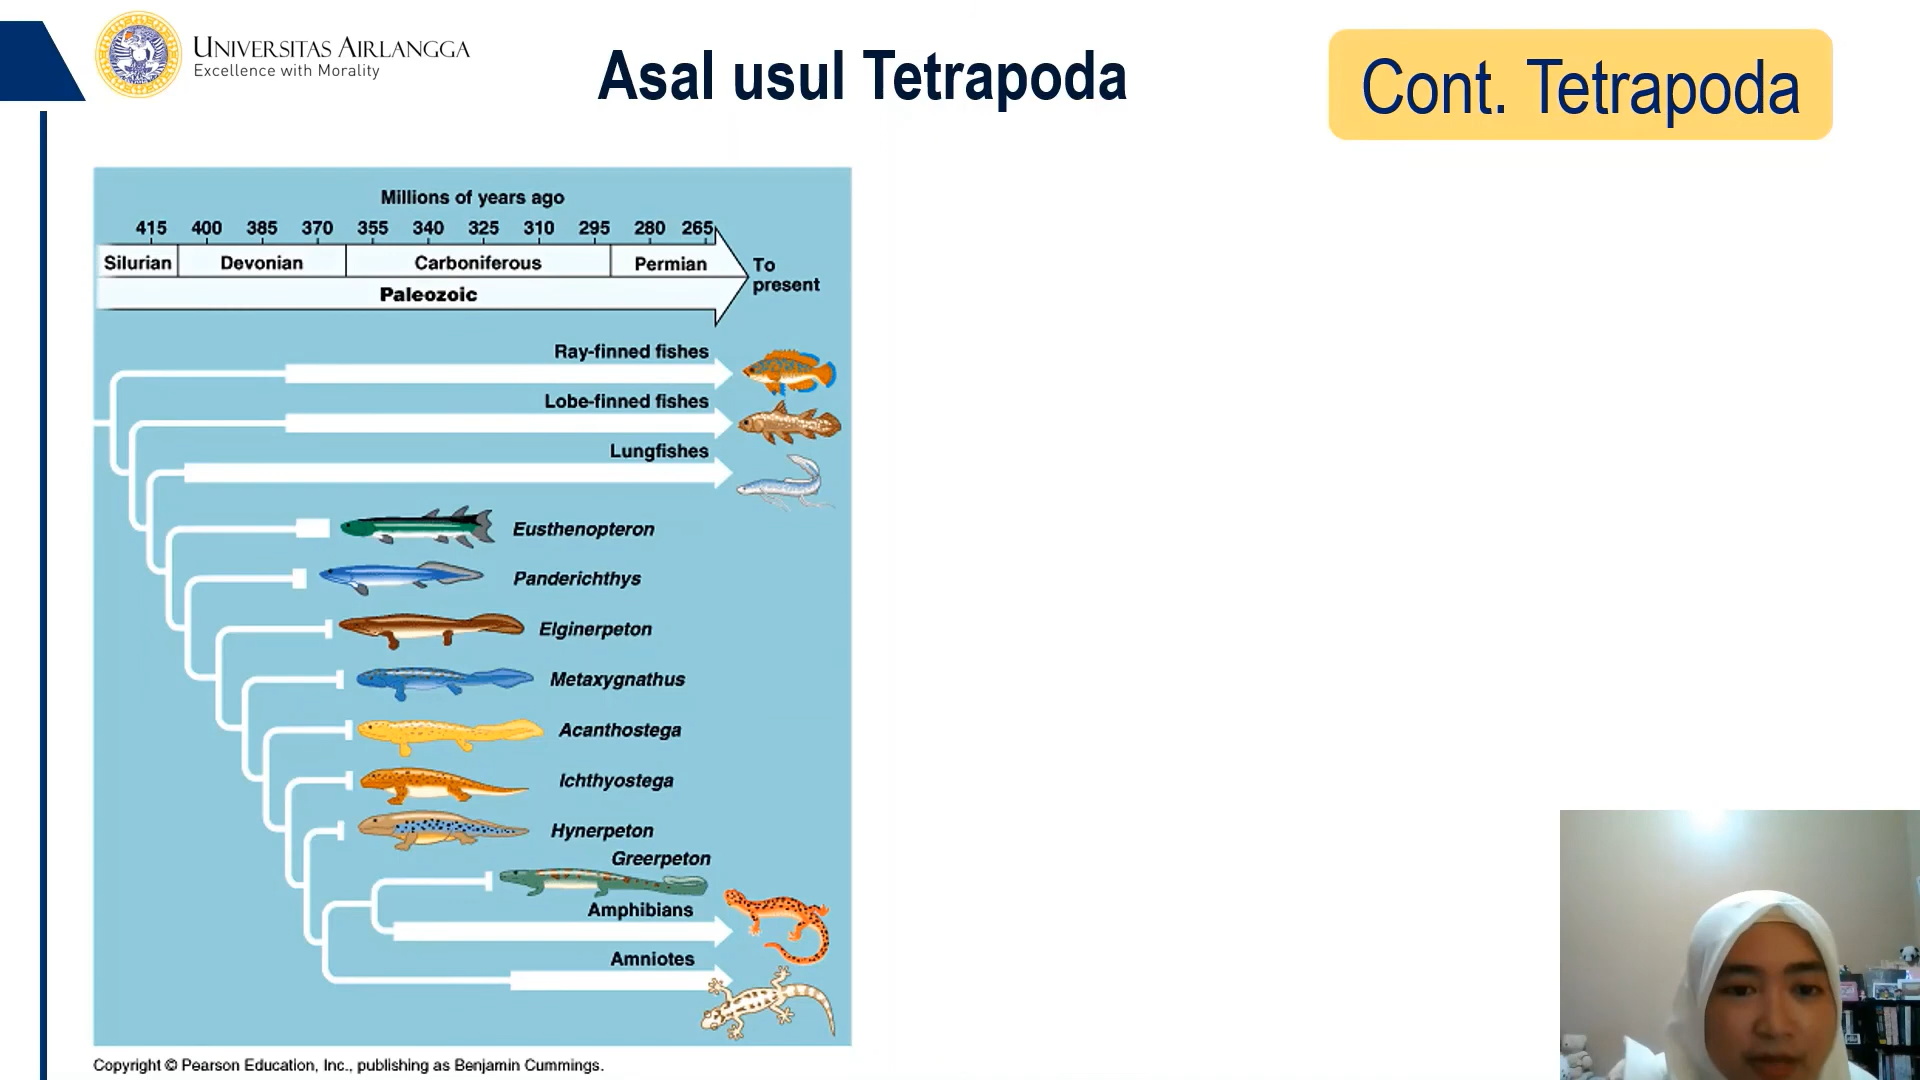 UNIVERSITAS AIRLANGGA
Excellence with Morality
Asal usul Tetrapoda
Cont. Tetrapoda
Millions of years ago
415 400 385 370 355 340 325 310 295 280 265
Silurian Devonian Carboniferous Permian
To
present
Paleozoic
Ray-finned fishes
Lobe-finned fishes
Lungfishes
Eusthenopteron
Panderichthys
Elginerpeton
Metaxygnathus
Acanthostega
Ichthyostega
Hynerpeton
Greerpeton
Amphibians
Amniotes
Copyright © Pearson Education, Inc., publishing as Benjamin Cummings.